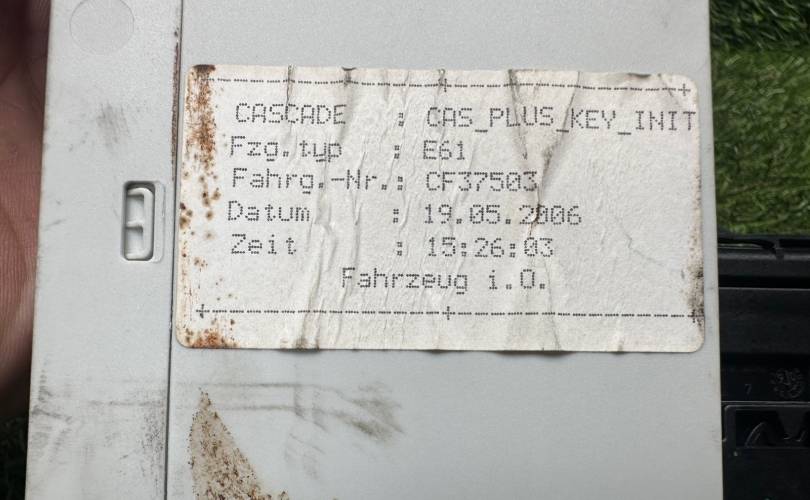 CASCADE : CAS_PLUS_KEY_INIT
Fzg.typ : E61
Fahrg.-Nr.: CF37503
Datum : 19.05.2006
Zeit : 15:26:03
Fahrzeug i.O.